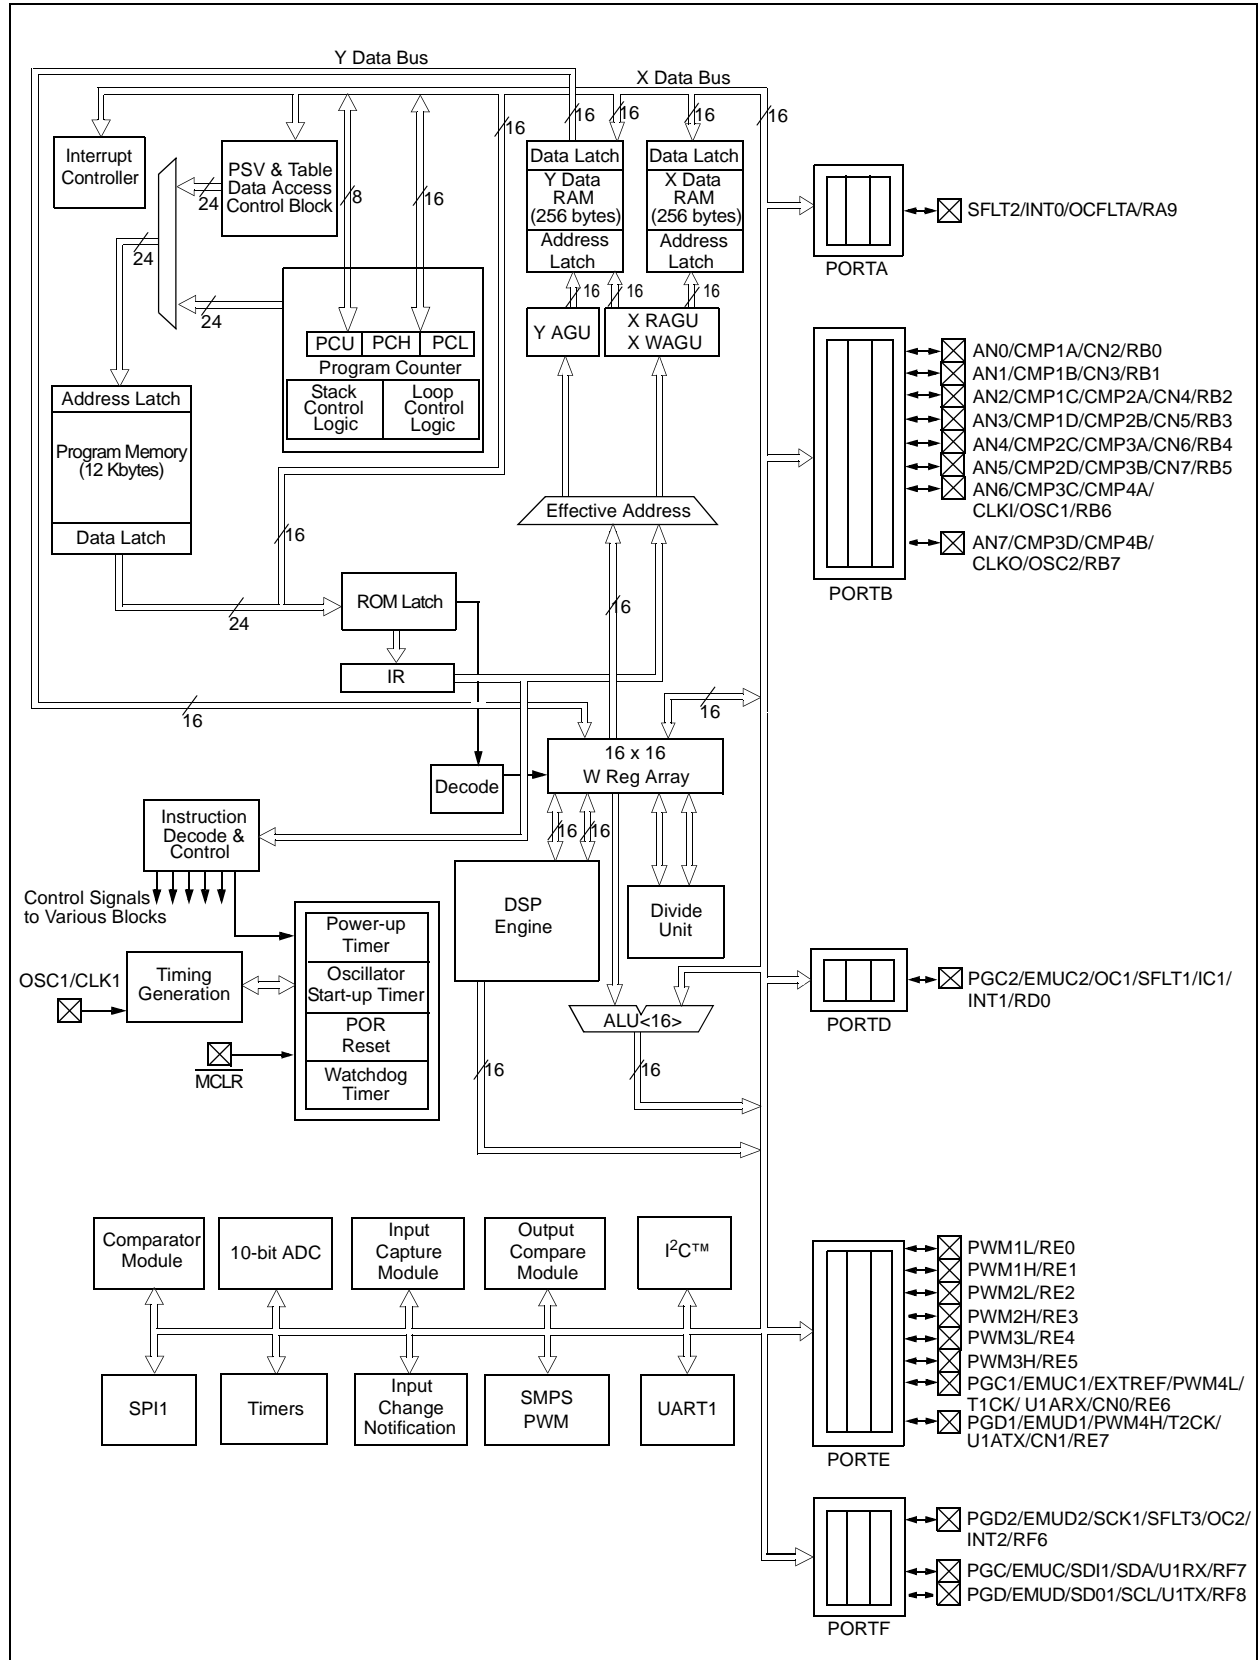 Y Data Bus
X Data Bus
16
16
16
16
16
Interrupt
Controller
PSV & Table
Data Access
Control Block
24
8
16
24
24
Data Latch
Y Data
RAM
(256 bytes)
Address
Latch
Data Latch
X Data
RAM
(256 bytes)
Address
Latch
16
16
16
Y AGU
X RAGU
X WAGU
PCU
PCH
PCL
Program Counter
Stack
Control
Logic
Loop
Control
Logic
Address Latch
Program Memory
(12 Kbytes)
Data Latch
16
24
Effective Address
ROM Latch
16
IR
16
16
16 x 16
W Reg Array
Decode
Instruction
Decode &
Control
16
16
Control Signals
to Various Blocks
DSP
Engine
Divide
Unit
Power-up
Timer
Oscillator
Start-up Timer
POR
Reset
Watchdog
Timer
OSC1/CLK1
Timing
Generation
MCLR
ALU<16>
16
16
Comparator
Module
10-bit ADC
Input
Capture
Module
Output
Compare
Module
I2C™
SPI1
Timers
Input
Change
Notification
SMPS
PWM
UART1
SFLT2/INT0/OCFLTA/RA9
PORTA
AN0/CMP1A/CN2/RB0
AN1/CMP1B/CN3/RB1
AN2/CMP1C/CMP2A/CN4/RB2
AN3/CMP1D/CMP2B/CN5/RB3
AN4/CMP2C/CMP3A/CN6/RB4
AN5/CMP2D/CMP3B/CN7/RB5
AN6/CMP3C/CMP4A/
CLKI/OSC1/RB6
AN7/CMP3D/CMP4B/
CLKO/OSC2/RB7
PORTB
PGC2/EMUC2/OC1/SFLT1/IC1/
INT1/RD0
PORTD
PWM1L/RE0
PWM1H/RE1
PWM2L/RE2
PWM2H/RE3
PWM3L/RE4
PWM3H/RE5
PGC1/EMUC1/EXTREF/PWM4L/
T1CK/ U1ARX/CN0/RE6
PGD1/EMUD1/PWM4H/T2CK/
U1ATX/CN1/RE7
PORTE
PGD2/EMUD2/SCK1/SFLT3/OC2/
INT2/RF6
PGC/EMUC/SDI1/SDA/U1RX/RF7
PGD/EMUD/SD01/SCL/U1TX/RF8
PORTF